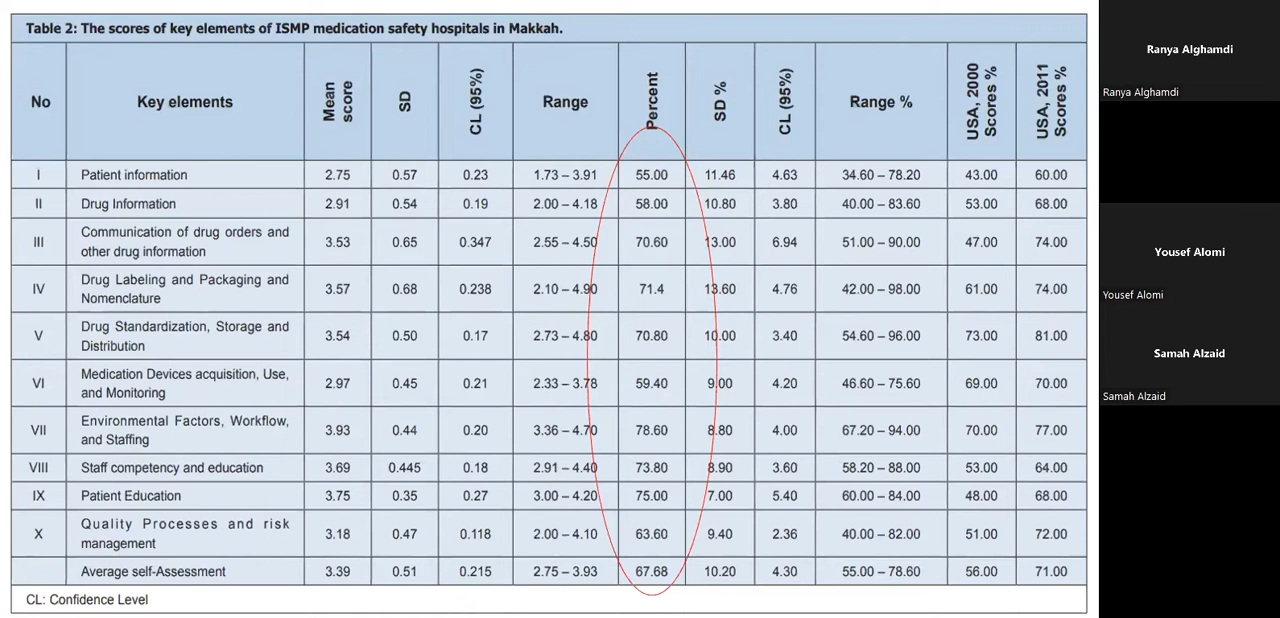 Table 2: The scores of key elements of ISMP medication safety hospitals in Makkah.
No Key elements Mean score SD CL (95%) Range Percent SD % CL (95%) Range % USA, 2000 Scores % USA, 2011 Scores %
I Patient information 2.75 0.57 0.23 1.73 – 3.91 55.00 11.46 4.63 34.60 – 78.20 43.00 60.00
II Drug Information 2.91 0.54 0.19 2.00 – 4.18 58.00 10.80 3.80 40.00 – 83.60 53.00 68.00
III Communication of drug orders and other drug information 3.53 0.65 0.347 2.55 – 4.50 70.60 13.00 6.94 51.00 – 90.00 47.00 74.00
IV Drug Labeling and Packaging and Nomenclature 3.57 0.68 0.238 2.10 – 4.90 71.4 13.60 4.76 42.00 – 98.00 61.00 74.00
V Drug Standardization, Storage and Distribution 3.54 0.50 0.17 2.73 – 4.80 70.80 10.00 3.40 54.60 – 96.00 73.00 81.00
VI Medication Devices acquisition, Use, and Monitoring 2.97 0.45 0.21 2.33 – 3.78 59.40 9.00 4.20 46.60 – 75.60 69.00 70.00
VII Environmental Factors, Workflow, and Staffing 3.93 0.44 0.20 3.36 – 4.70 78.60 8.80 4.00 67.20 – 94.00 70.00 77.00
VIII Staff competency and education 3.69 0.445 0.18 2.91 – 4.40 73.80 8.90 3.60 58.20 – 88.00 53.00 64.00
IX Patient Education 3.75 0.35 0.27 3.00 – 4.20 75.00 7.00 5.40 60.00 – 84.00 48.00 68.00
X Quality Processes and risk management 3.18 0.47 0.118 2.00 – 4.10 63.60 9.40 2.36 40.00 – 82.00 51.00 72.00
Average self-Assessment 3.39 0.51 0.215 2.75 – 3.93 67.68 10.20 4.30 55.00 – 78.60 56.00 71.00
CL: Confidence Level
Ranya Alghamdi
Ranya Alghamdi
Yousef Alomi
Yousef Alomi
Samah Alzaid
Samah Alzaid